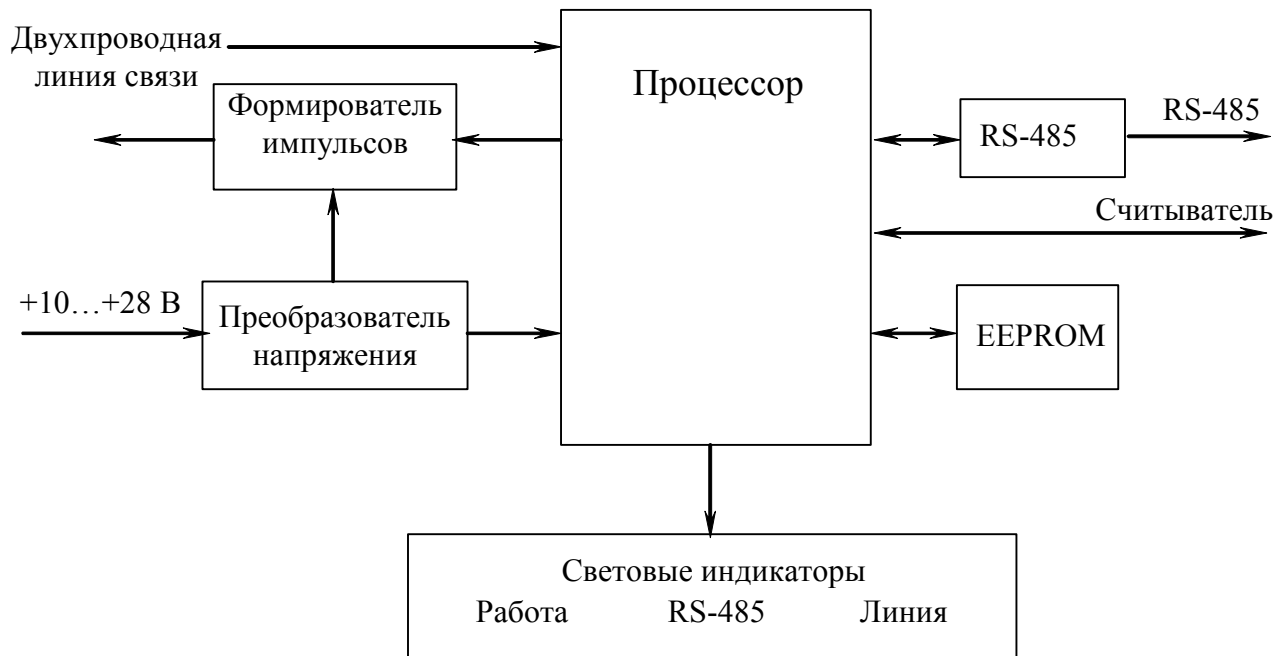 Двухпроводная
линия связи
Процессор
Формирователь
импульсов
RS-485
RS-485
Считыватель
+10…+28 В
Преобразователь
напряжения
EEPROM
Световые индикаторы
Работа RS-485 Линия